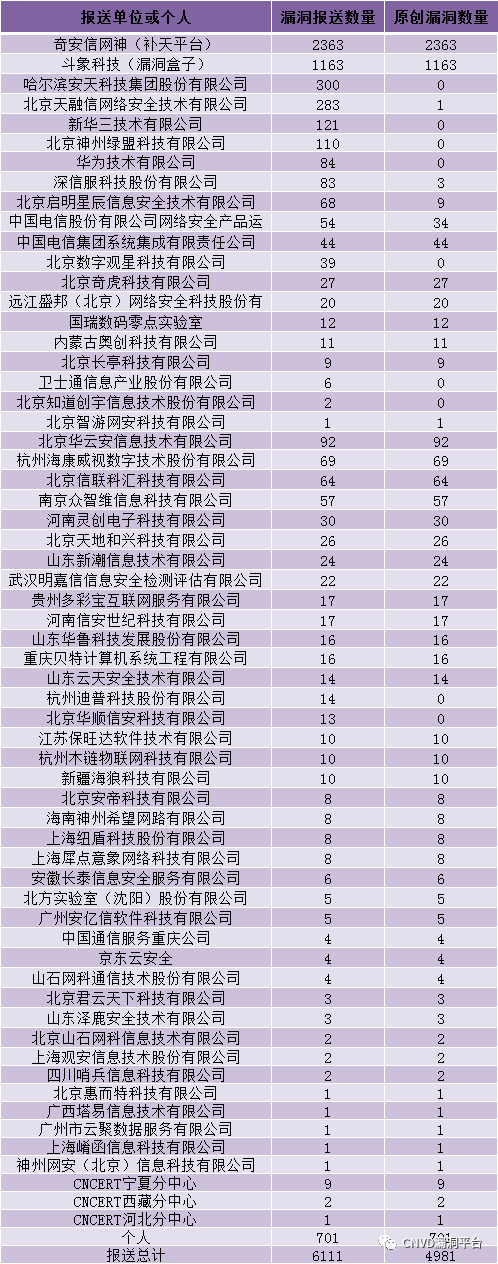 报送单位或个人 漏洞报送数量 原创漏洞数量
奇安信网神（补天平台） 2363 2363
斗象科技（漏洞盒子） 1163 1163
哈尔滨安天科技集团股份有限公司 300 0
北京天融信网络安全技术有限公司 283 1
新华三技术有限公司 121 0
北京神州绿盟科技有限公司 110 0
华为技术有限公司 84 0
深信服科技股份有限公司 83 3
北京启明星辰信息安全技术有限公司 68 9
中国电信股份有限公司网络安全产品运 54 34
中国电信集团系统集成有限责任公司 44 44
北京数字观星科技有限公司 39 0
北京奇虎科技有限公司 27 27
远江盛邦（北京）网络安全科技股份有 20 20
国瑞数码零点实验室 12 12
内蒙古奥创科技有限公司 11 11
北京长亭科技有限公司 9 9
卫士通信息产业股份有限公司 6 0
北京知道创宇信息技术股份有限公司 2 0
北京智游网安科技有限公司 1 1
北京华云安信息技术有限公司 92 92
杭州海康威视数字技术股份有限公司 69 69
北京信联科汇科技有限公司 64 64
南京众智维信息科技有限公司 57 57
河南灵创电子科技有限公司 30 30
北京天地和兴科技有限公司 26 26
山东新潮信息技术有限公司 24 24
武汉明嘉信信息安全检测评估有限公司 22 22
贵州多彩宝互联网服务有限公司 17 17
河南信安世纪科技有限公司 17 17
山东华鲁科技发展股份有限公司 16 16
重庆贝特计算机系统工程有限公司 16 16
山东云天安全技术有限公司 14 14
杭州迪普科技股份有限公司 14 0
北京华顺信安科技有限公司 13 0
江苏保旺达软件技术有限公司 10 10
杭州木链物联网科技有限公司 10 10
新疆海狼科技有限公司 10 10
北京安帝科技有限公司 8 8
海南神州希望网路有限公司 8 8
上海纽盾科技股份有限公司 8 8
上海犀点意象网络科技有限公司 8 8
安徽长泰信息安全服务有限公司 6 6
北方实验室（沈阳）股份有限公司 5 5
广州安亿信软件科技有限公司 5 5
中国通信服务重庆公司 4 4
京东云安全 4 4
山石网科通信技术股份有限公司 4 4
北京君云天下科技有限公司 3 3
山东泽鹿安全技术有限公司 3 3
北京山石网科信息技术有限公司 2 2
上海观安信息技术股份有限公司 2 2
四川哨兵信息科技有限公司 2 2
北京惠而特科技有限公司 1 1
广西塔易信息技术有限公司 1 1
广州市云聚数据服务有限公司 1 1
上海崤函信息科技有限公司 1 1
神州网安（北京）信息科技有限公司 1 1
CNCERT宁夏分中心 9 9
CNCERT西藏分中心 2 2
CNCERT河北分中心 1 1
个人 701 701
报送总计 6111 4981
CNVD漏洞平台